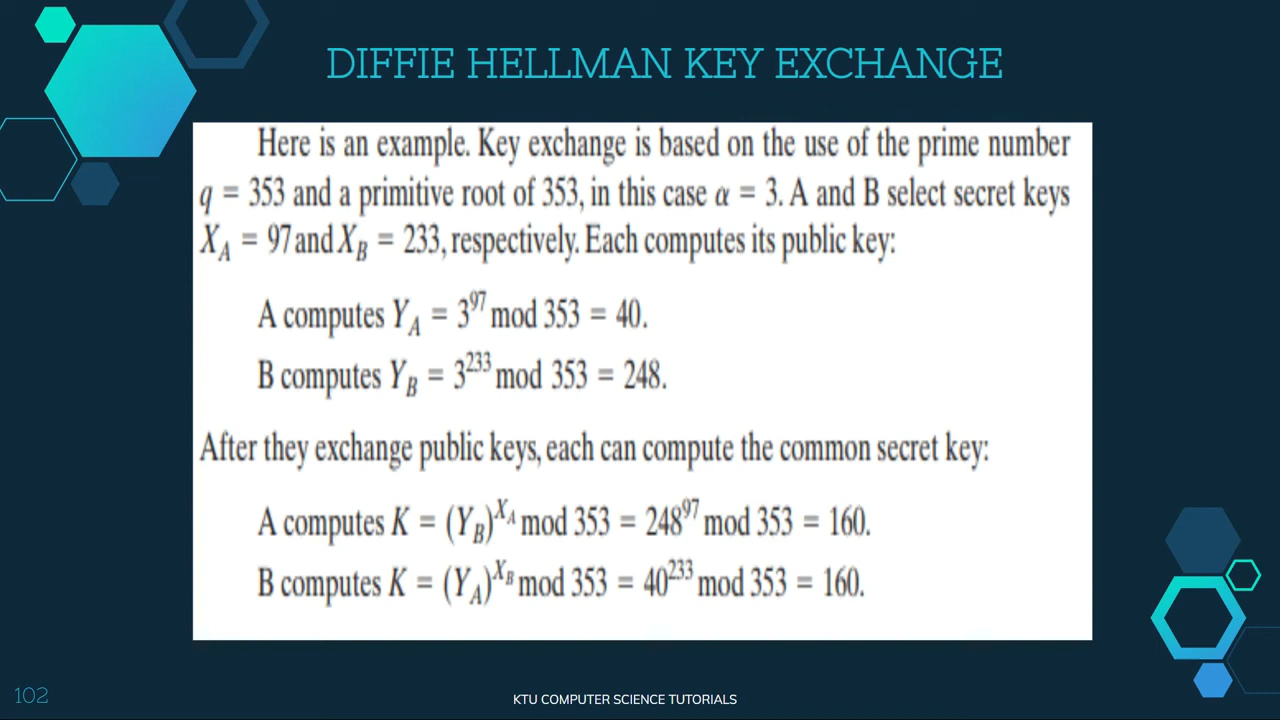 DIFFIE HELLMAN KEY EXCHANGE
Here is an example. Key exchange is based on the use of the prime number
q = 353 and a primitive root of 353, in this case α = 3. A and B select secret keys
X_A = 97 and X_B = 233, respectively. Each computes its public key:
A computes Y_A = 3^97 mod 353 = 40.
B computes Y_B = 3^233 mod 353 = 248.
After they exchange public keys, each can compute the common secret key:
A computes K = (Y_B)^X_A mod 353 = 248^97 mod 353 = 160.
B computes K = (Y_A)^X_B mod 353 = 40^233 mod 353 = 160.
102
KTU COMPUTER SCIENCE TUTORIALS